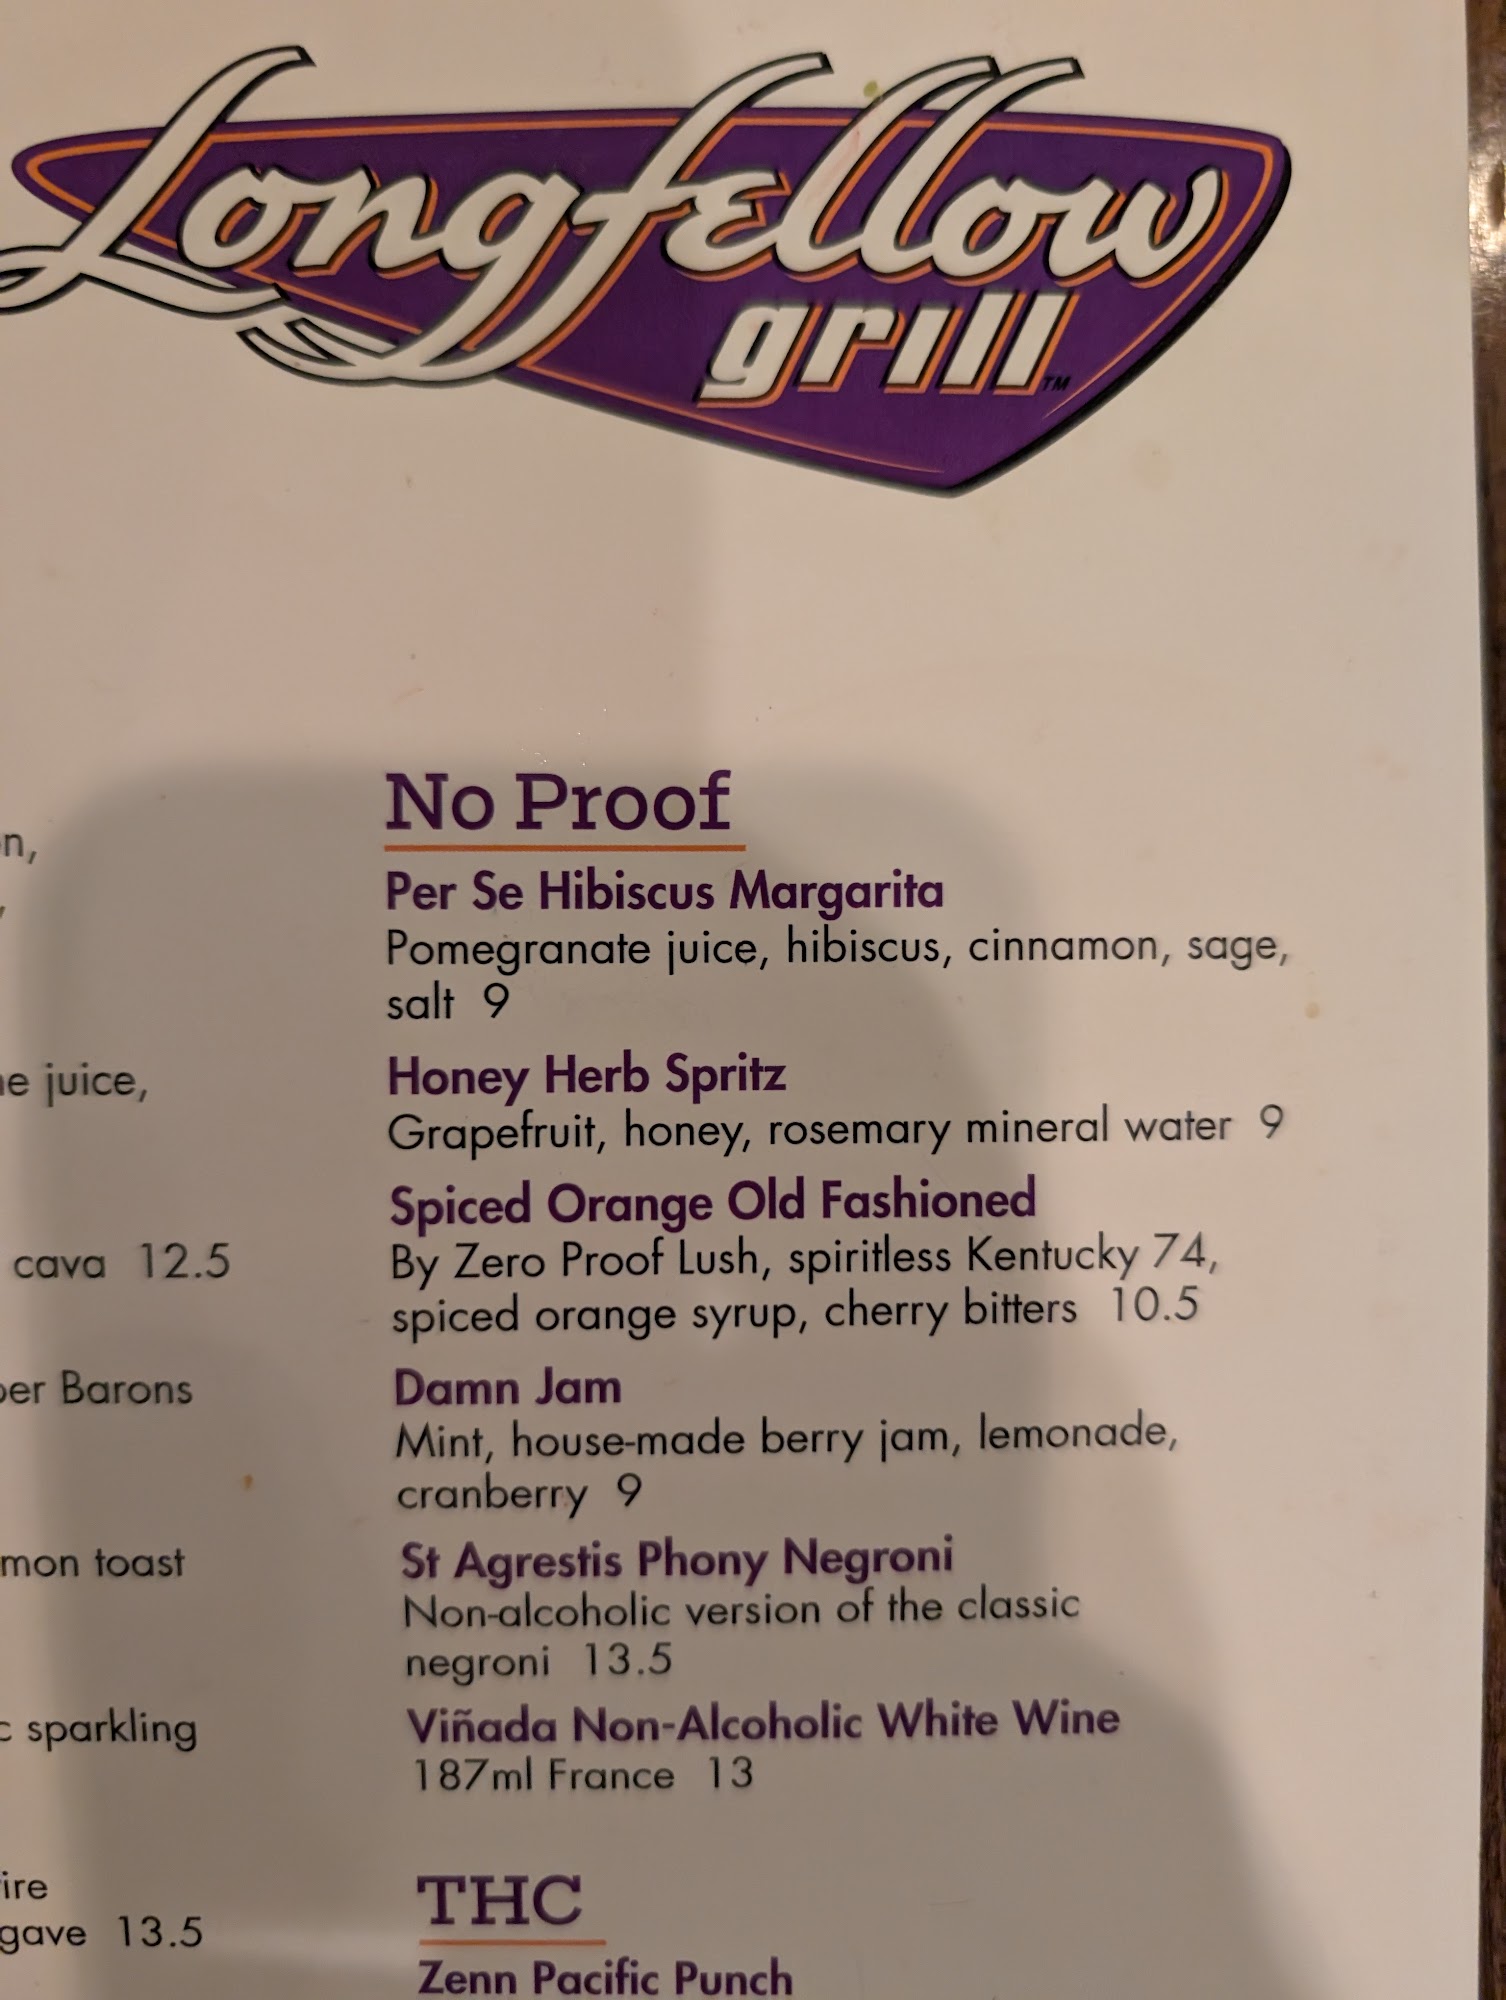 Longfellow
grill
TM
No Proof
Per Se Hibiscus Margarita
Pomegranate juice, hibiscus, cinnamon, sage,
salt 9
Honey Herb Spritz
Grapefruit, honey, rosemary mineral water 9
Spiced Orange Old Fashioned
By Zero Proof Lush, spiritless Kentucky 74,
spiced orange syrup, cherry bitters 10.5
Damn Jam
Mint, house-made berry jam, lemonade,
cranberry 9
St Agrestis Phony Negroni
Non-alcoholic version of the classic
negroni 13.5
Viñada Non-Alcoholic White Wine
187ml France 13
THC
Zenn Pacific Punch
juice,
cava 12.5
Barons
toast
sparkling
13.5